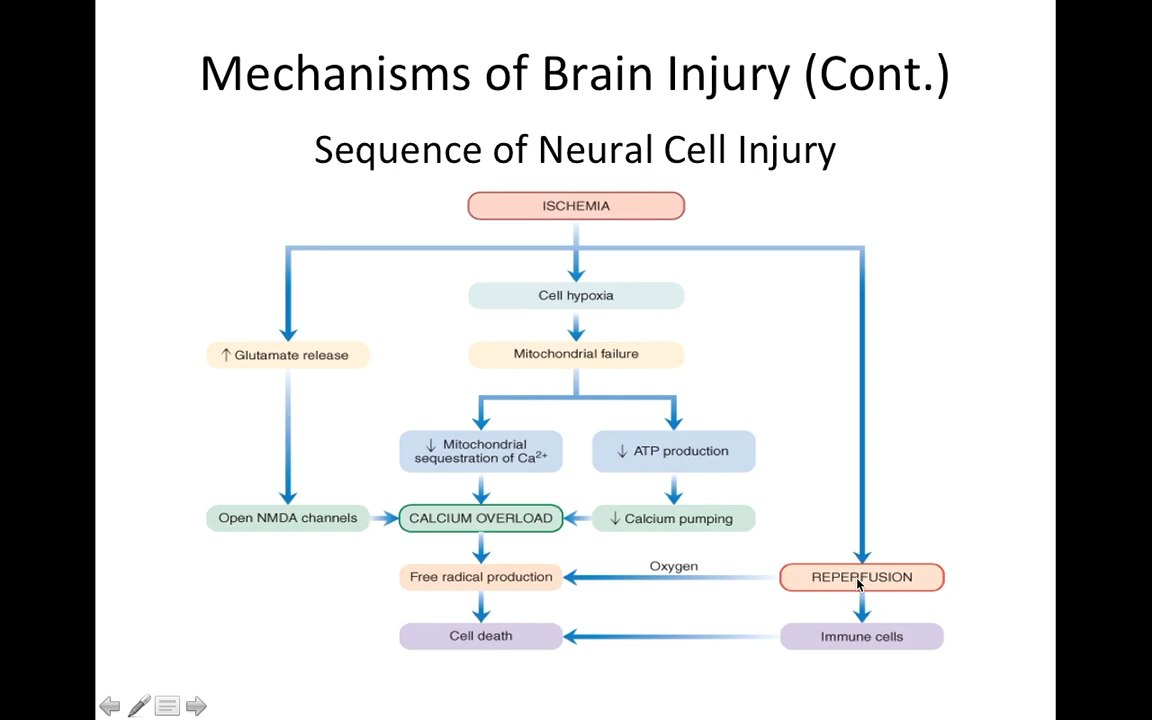 Mechanisms of Brain Injury (Cont.)
Sequence of Neural Cell Injury
ISCHEMIA
Cell hypoxia
↑ Glutamate release
Mitochondrial failure
↓ Mitochondrial
sequestration of Ca²⁺
↓ ATP production
Open NMDA channels
CALCIUM OVERLOAD
↓ Calcium pumping
Free radical production
Oxygen
REPERFUSION
Cell death
Immune cells